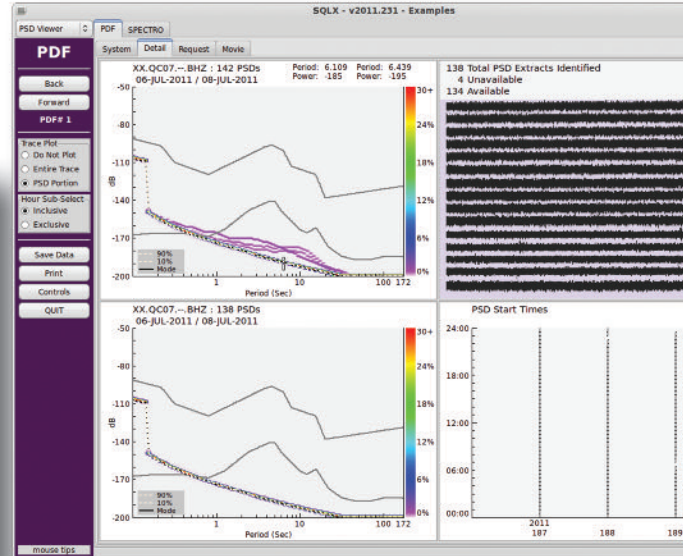 SQLX - v2011.231 - Examples
PSD Viewer
PDF SPECTRO
PDF
System Detail Request Movie
Back
Forward
PDF# 1
Trace Plot
Do Not Plot
Entire Trace
PSD Portion
Hour Sub-Select
Inclusive
Exclusive
Save Data
Print
Controls
QUIT
mouse tips
XX.QC07.--.BHZ : 142 PSDs
06-JUL-2011 / 08-JUL-2011
Period: 6.109 Period: 6.439
Power: -185 Power: -195
-50
-80
-110
-140
-170
-200
dB
30+
24%
18%
12%
6%
0%
90%
10%
Mode
1 10 100 172
Period (Sec)
138 Total PSD Extracts Identified
4 Unavailable
134 Available
XX.QC07.--.BHZ : 138 PSDs
06-JUL-2011 / 08-JUL-2011
-50
-80
-110
-140
-170
-200
dB
30+
24%
18%
12%
6%
0%
90%
10%
Mode
1 10 100 172
Period (Sec)
PSD Start Times
24:00
18:00
12:00
06:00
00:00
2011
187 188 189